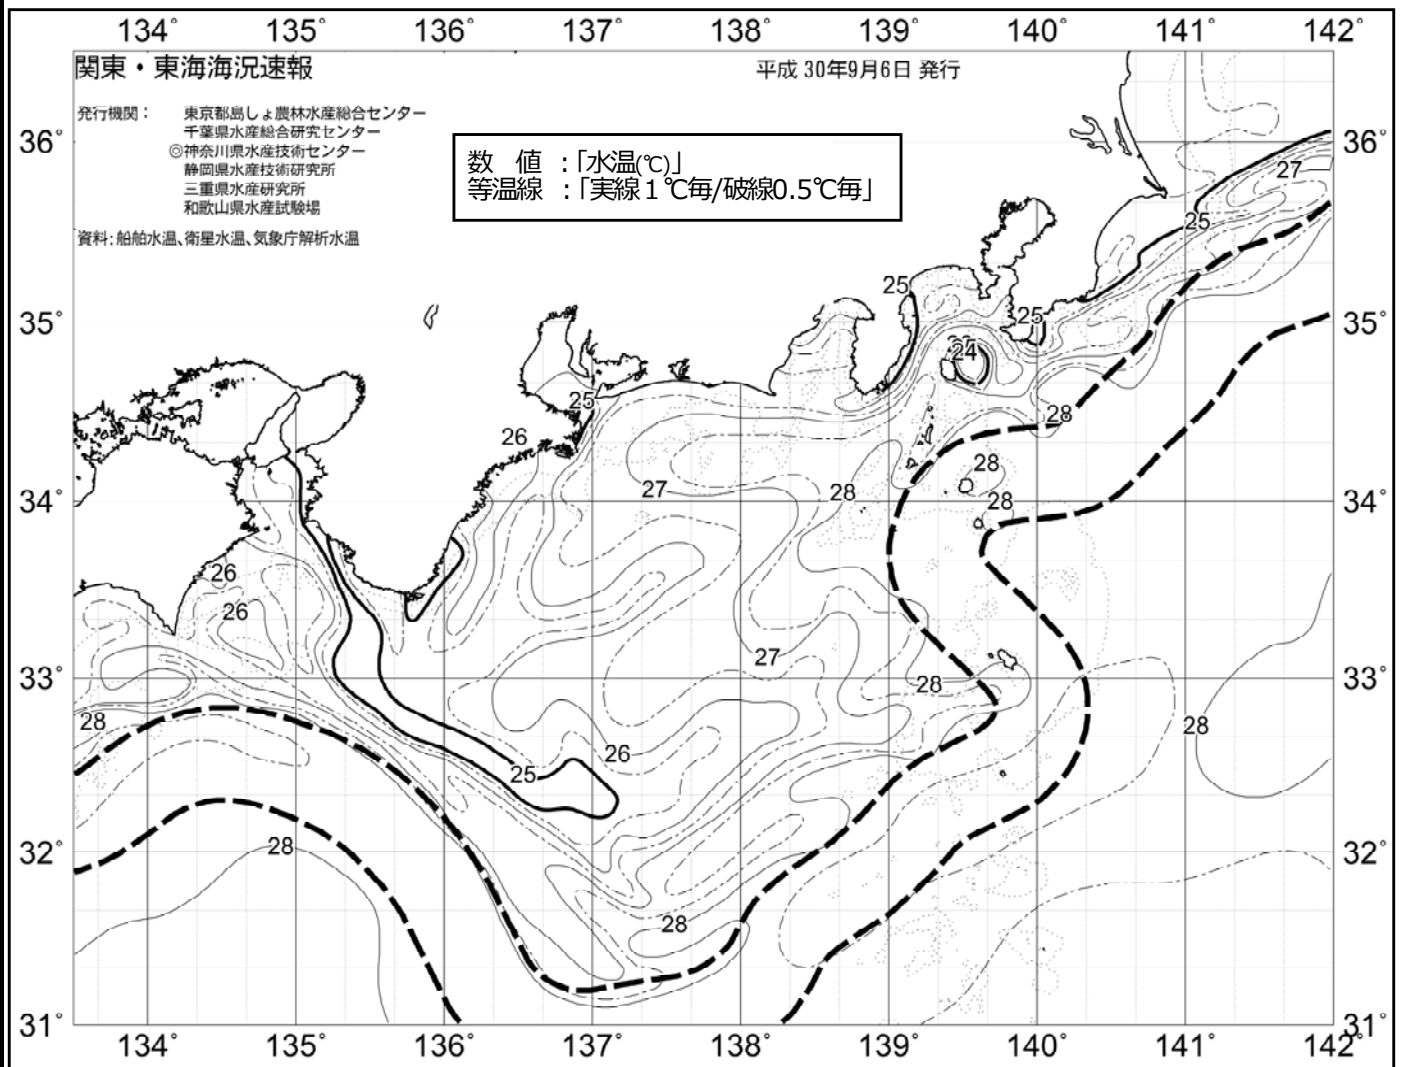 134° 135° 136° 137° 138° 139° 140° 141° 142°
関東・東海海況速報
平成 30年9月6日 発行
発行機関： 東京都島しょ農林水産総合センター
千葉県水産総合研究センター
◎神奈川県水産技術センター
静岡県水産技術研究所
三重県水産研究所
和歌山県水産試験場
資料：船舶水温、衛星水温、気象庁解析水温
数　値　：「水温(℃)」
等温線　：「実線１℃毎/破線0.5℃毎」
36° 36°
27
25
25
35° 25 35°
24
25
28
26
28
27 28
28
34° 34°
26
26
27
33° 28 33°
28 28
26
25
32° 28 32°
28
31° 31°
134° 135° 136° 137° 138° 139° 140° 141° 142°